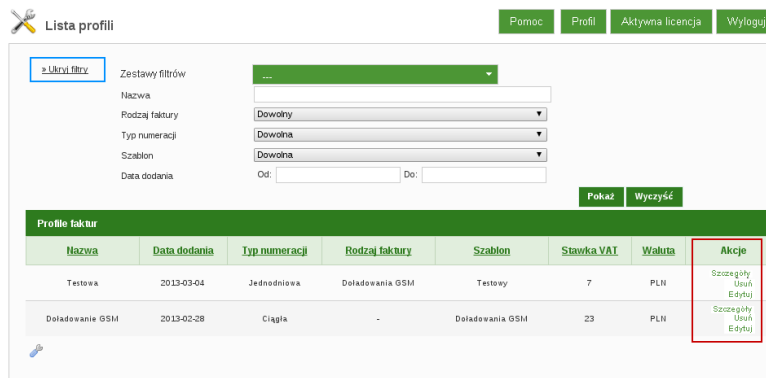 Lista profili
Pomoc Profil Aktywna licencja Wyloguj
» Ukryj filtry
Zestawy filtrów ---
Nazwa
Rodzaj faktury Dowolny
Typ numeracji Dowolna
Szablon Dowolna
Data dodania Od: Do:
Pokaż Wyczyść
Profile faktur
Nazwa Data dodania Typ numeracji Rodzaj faktury Szablon Stawka VAT Waluta Akcje
Testowa 2013-03-04 Jednodniowa Doładowania GSM Testowy 7 PLN Szczegóły
Usuń
Edytuj
Doładowanie GSM 2013-02-28 Ciągła - Doładowania GSM 23 PLN Szczegóły
Usuń
Edytuj